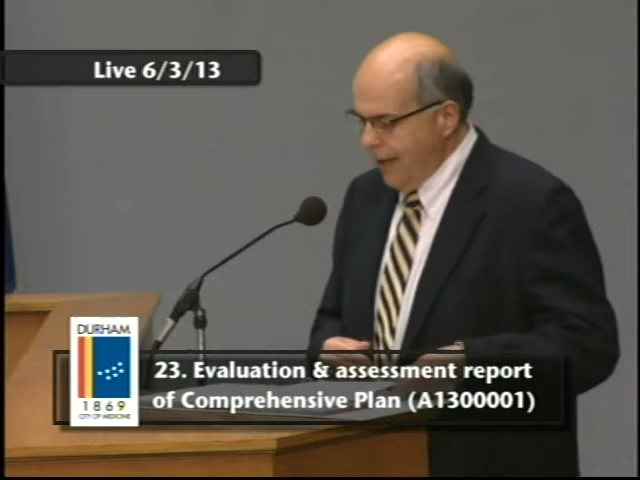 Live 6/3/13
DURHAM
1869
CITY OF MEDICINE
23. Evaluation & assessment report
of Comprehensive Plan (A1300001)